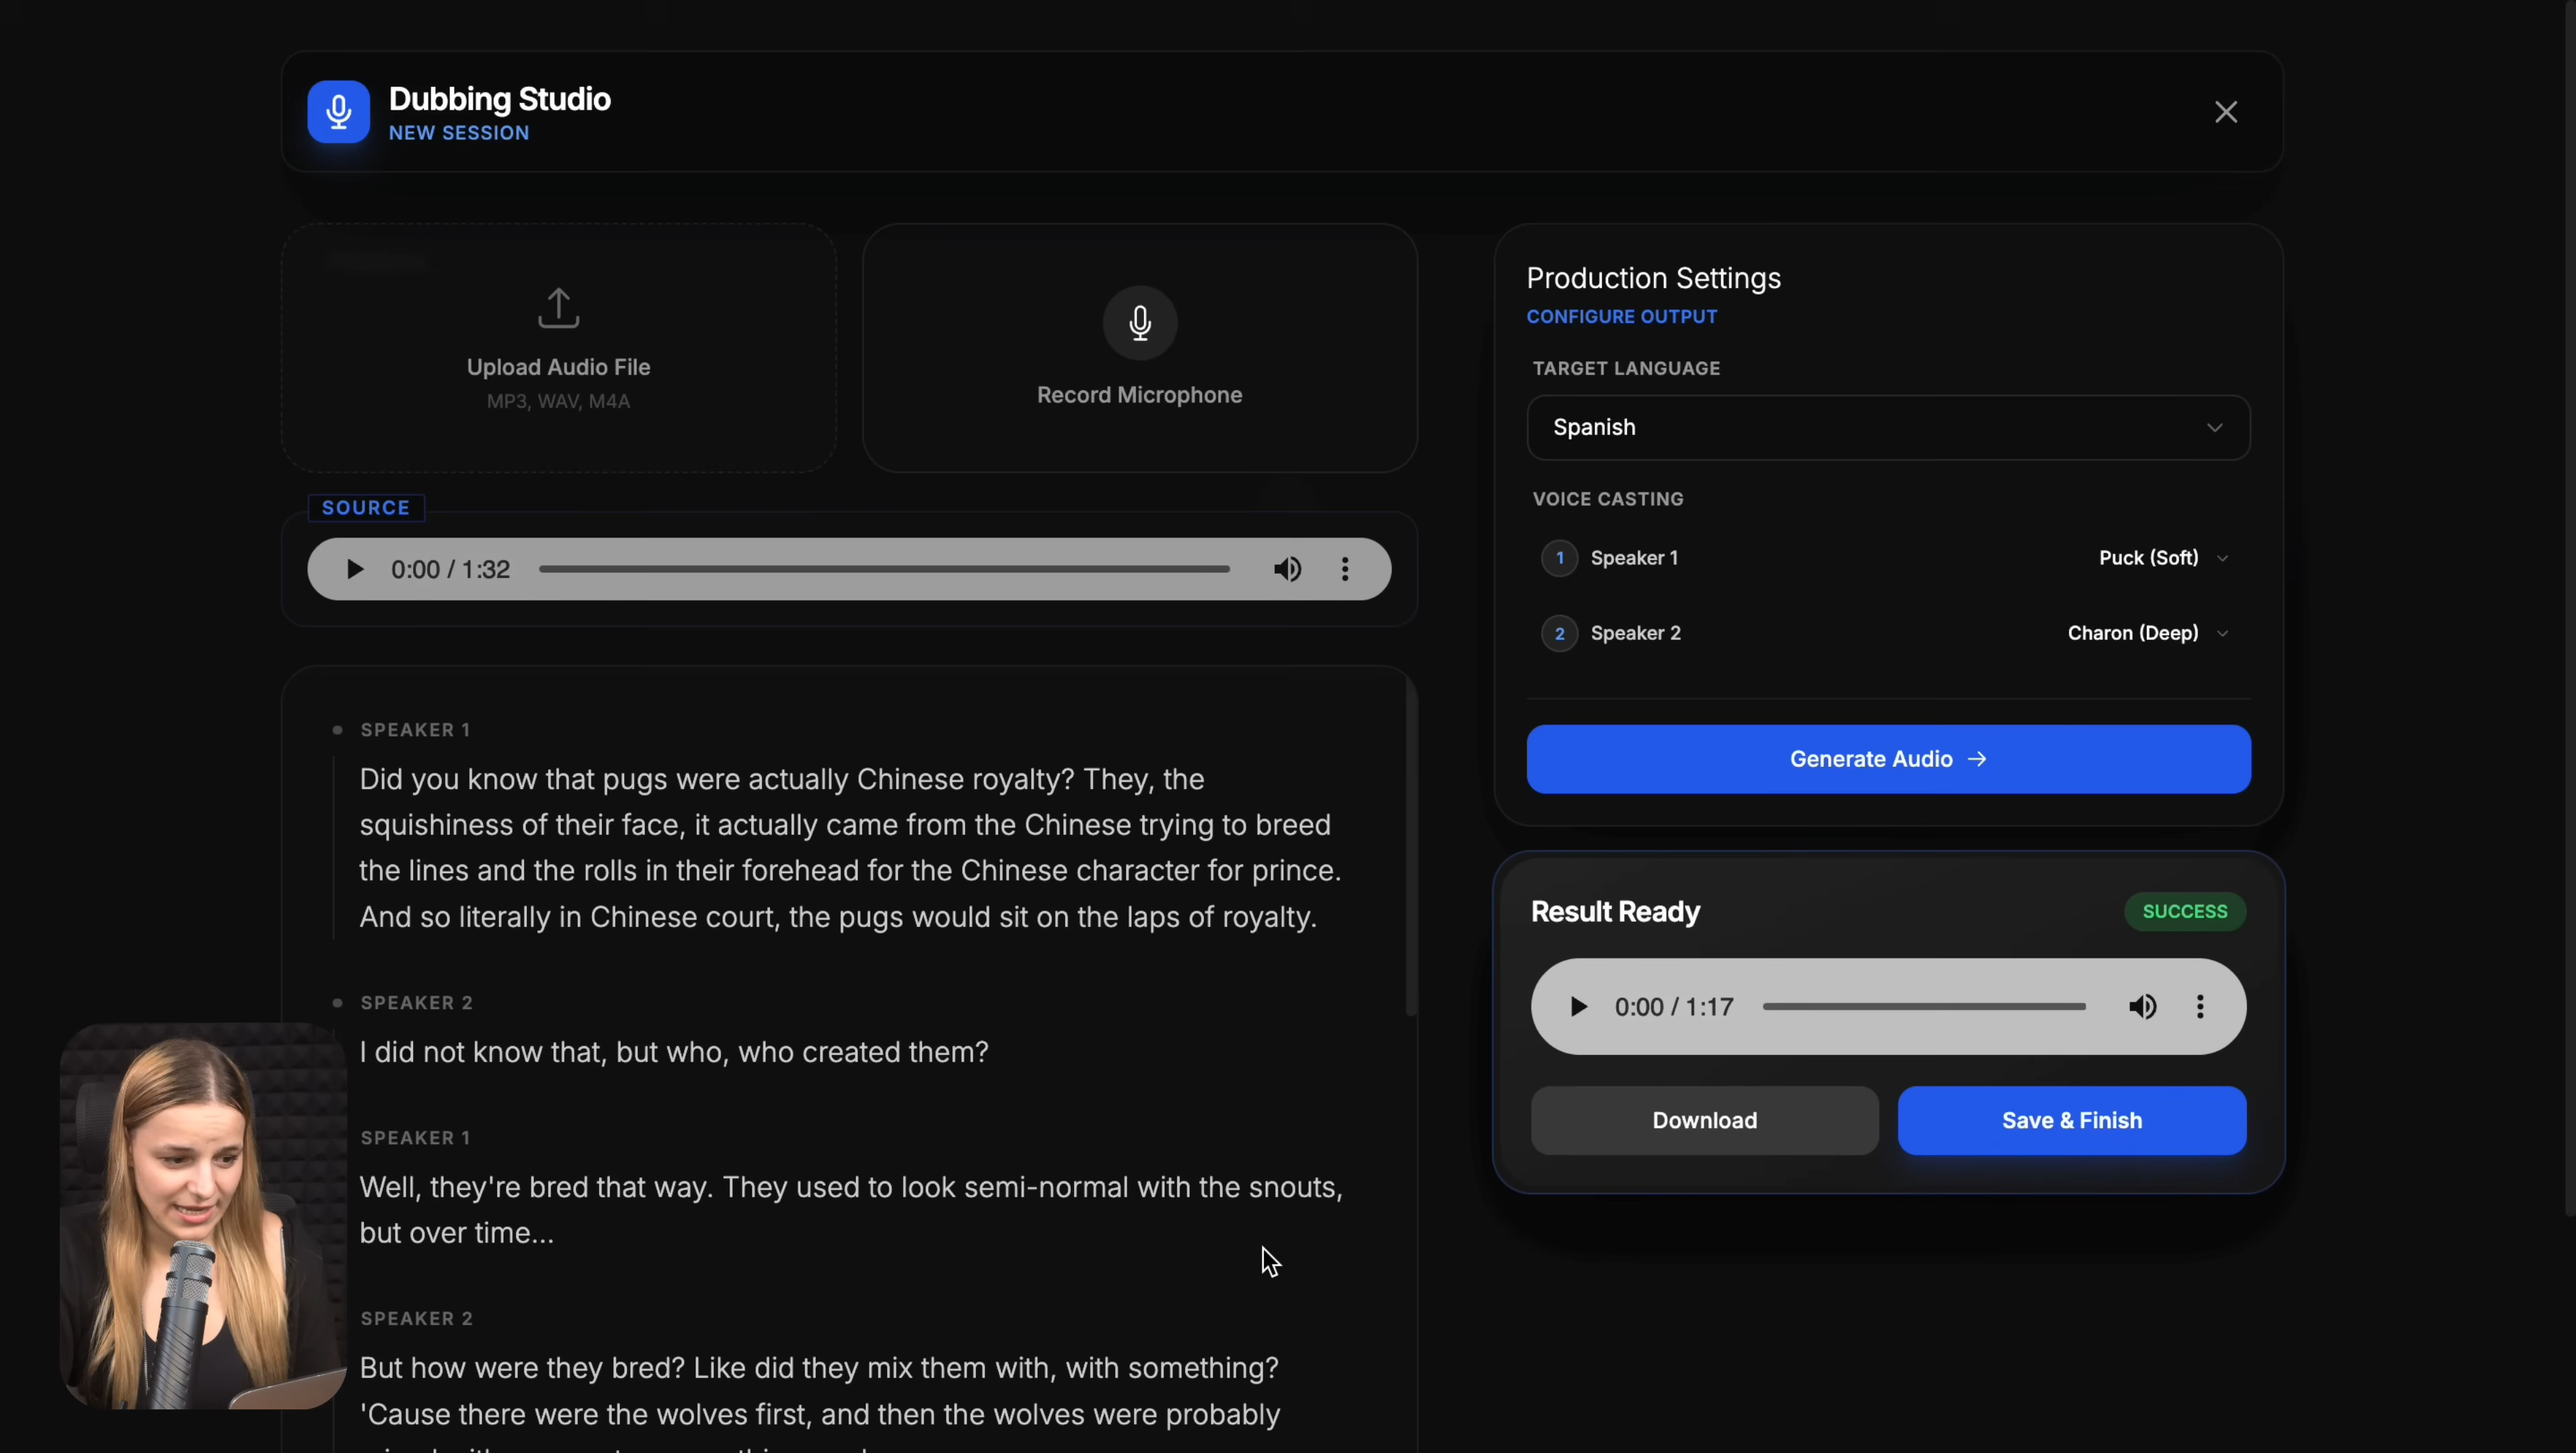 Dubbing Studio
NEW SESSION
Upload Audio File
MP3, WAV, M4A
Record Microphone
SOURCE
0:00 / 1:32
SPEAKER 1
Did you know that pugs were actually Chinese royalty? They, the
squishiness of their face, it actually came from the Chinese trying to breed
the lines and the rolls in their forehead for the Chinese character for prince.
And so literally in Chinese court, the pugs would sit on the laps of royalty.
SPEAKER 2
I did not know that, but who, who created them?
SPEAKER 1
Well, they're bred that way. They used to look semi-normal with the snouts,
but over time...
SPEAKER 2
But how were they bred? Like did they mix them with, with something?
'Cause there were the wolves first, and then the wolves were probably
Production Settings
CONFIGURE OUTPUT
TARGET LANGUAGE
Spanish
VOICE CASTING
1 Speaker 1 Puck (Soft)
2 Speaker 2 Charon (Deep)
Generate Audio →
Result Ready
SUCCESS
0:00 / 1:17
Download
Save & Finish